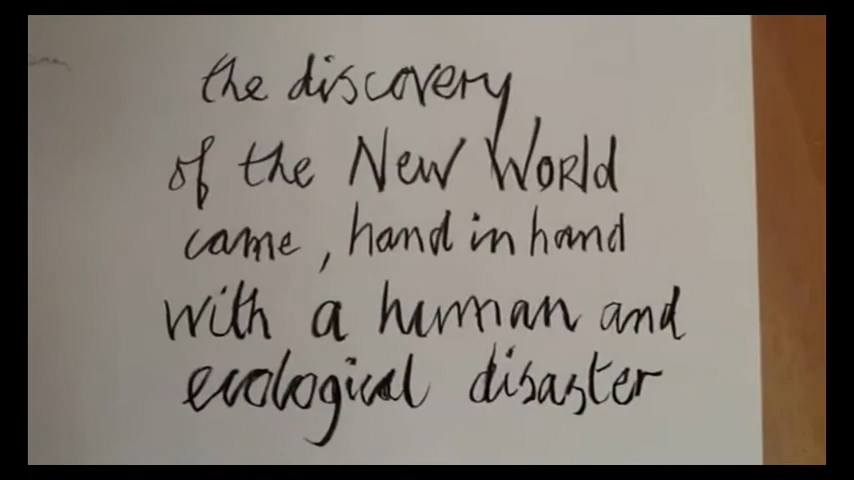 the discovery
of the New World
came, hand in hand
with a human and
ecological disaster